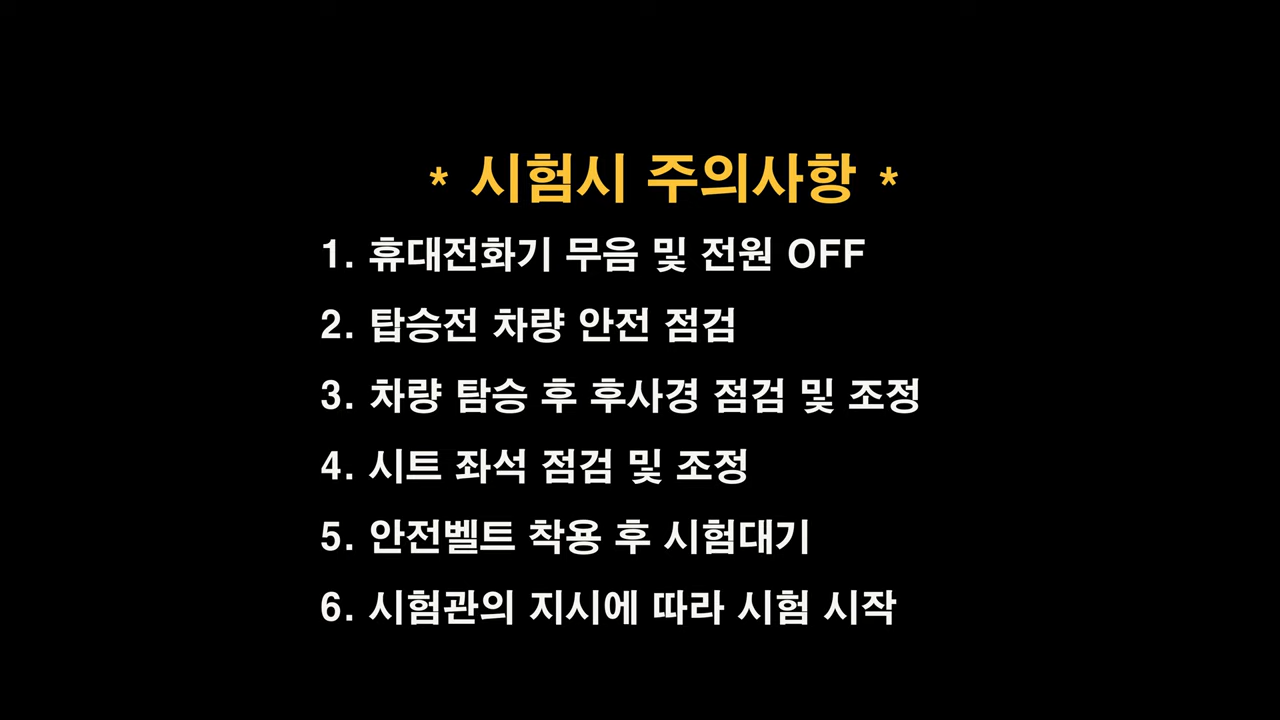 * 시험시 주의사항 *
1. 휴대전화기 무음 및 전원 OFF
2. 탑승전 차량 안전 점검
3. 차량 탐승 후 후사경 점검 및 조정
4. 시트 좌석 점검 및 조정
5. 안전벨트 착용 후 시험대기
6. 시험관의 지시에 따라 시험 시작